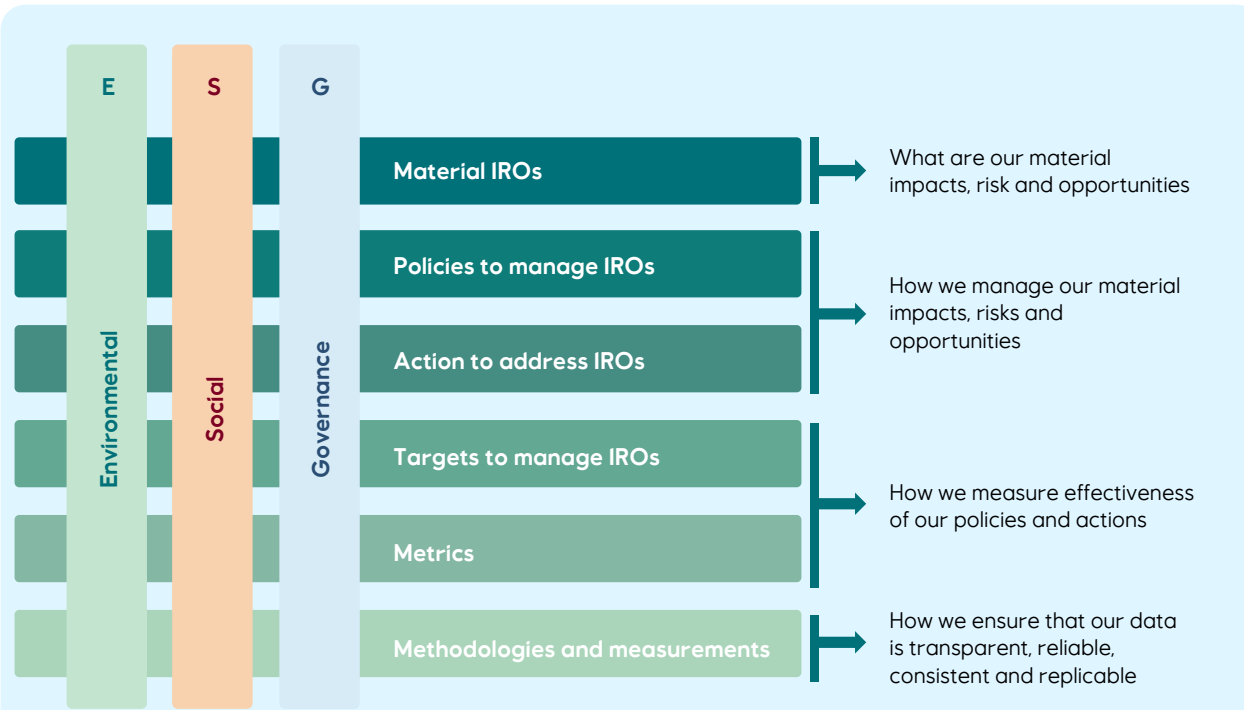 E
S
G
Environmental
Social
Governance
Material IROs
What are our material
impacts, risk and opportunities
Policies to manage IROs
Action to address IROs
How we manage our material
impacts, risks and
opportunities
Targets to manage IROs
Metrics
How we measure effectiveness
of our policies and actions
Methodologies and measurements
How we ensure that our data
is transparent, reliable,
consistent and replicable